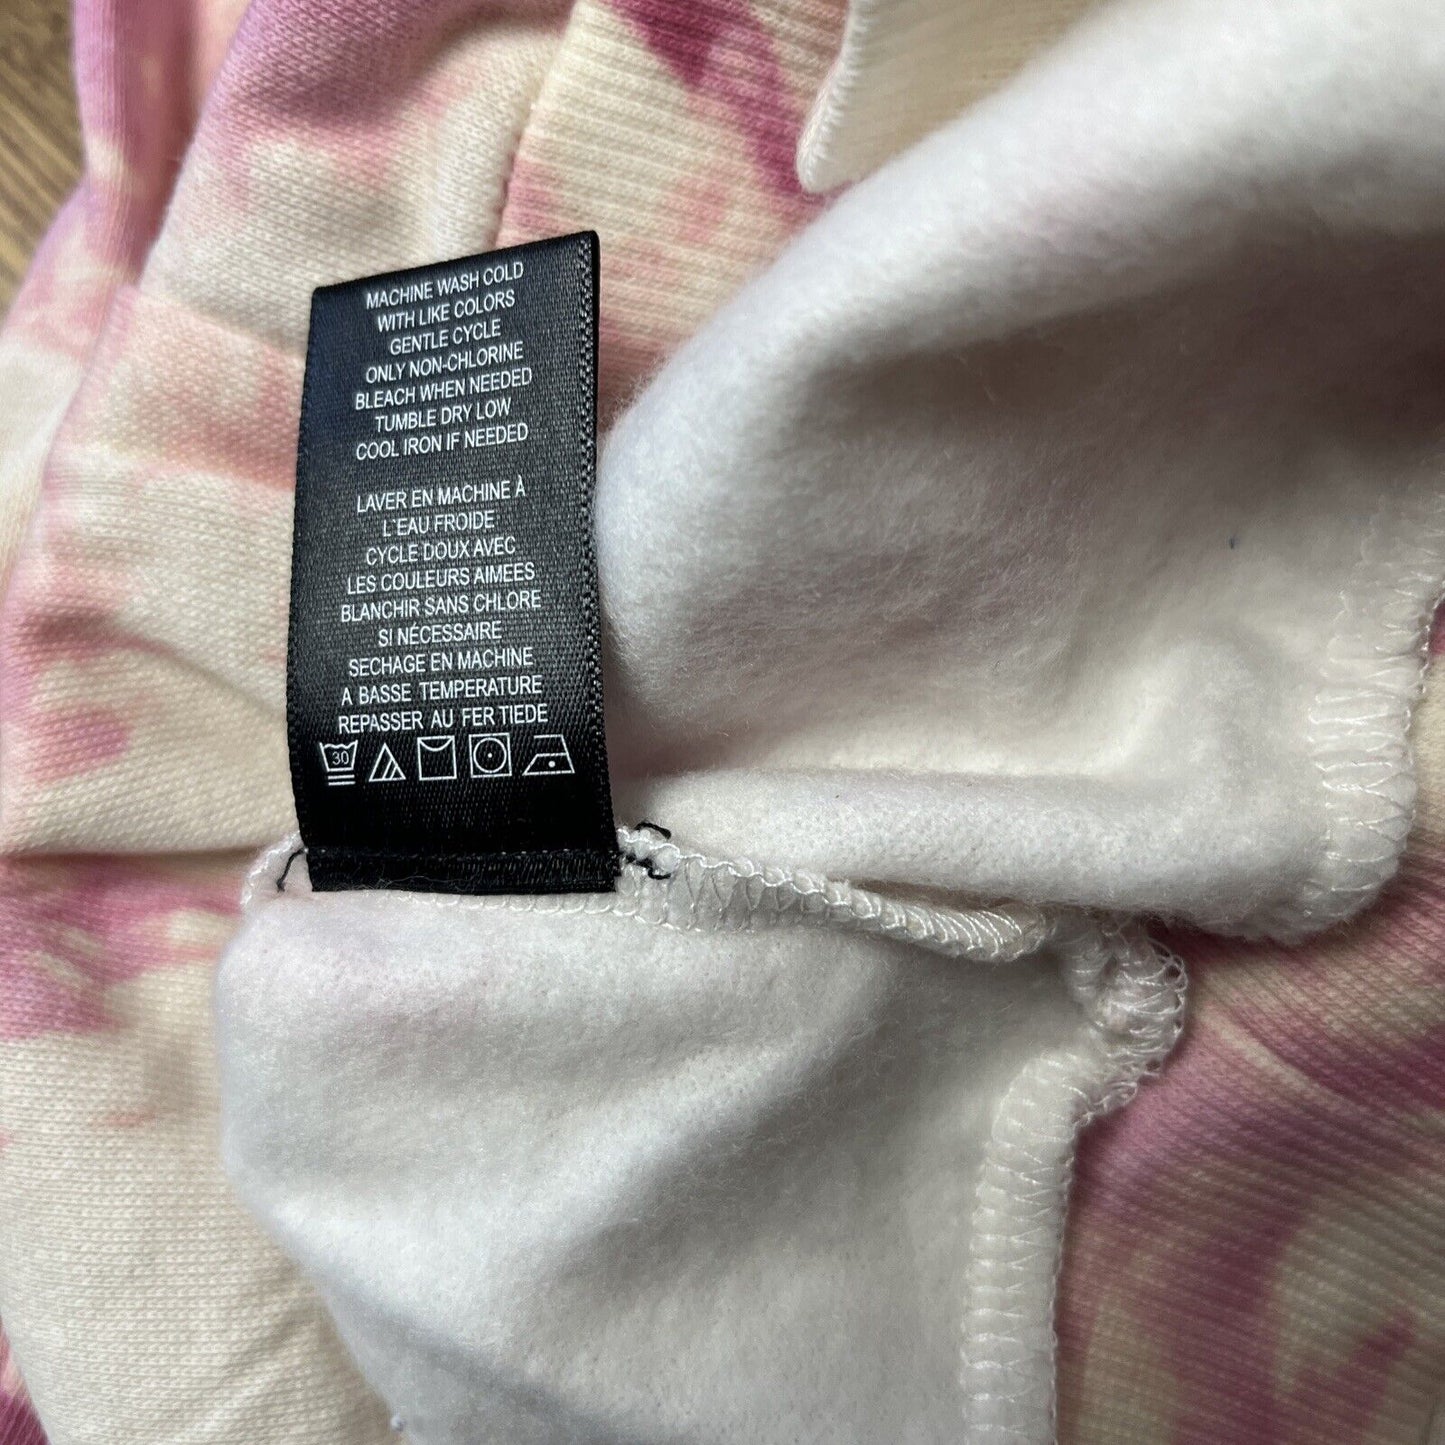 MACHINE WASH COLD
WITH LIKE COLORS
GENTLE CYCLE
ONLY NON-CHLORINE
BLEACH WHEN NEEDED
TUMBLE DRY LOW
COOL IRON IF NEEDED
LAVER EN MACHINE À
L'EAU FROIDE
CYCLE DOUX AVEC
LES COULEURS AIMEES
BLANCHIR SANS CHLORE
SI NÉCESSAIRE
SECHAGE EN MACHINE
A BASSE TEMPERATURE
REPASSER AU FER TIEDE
30